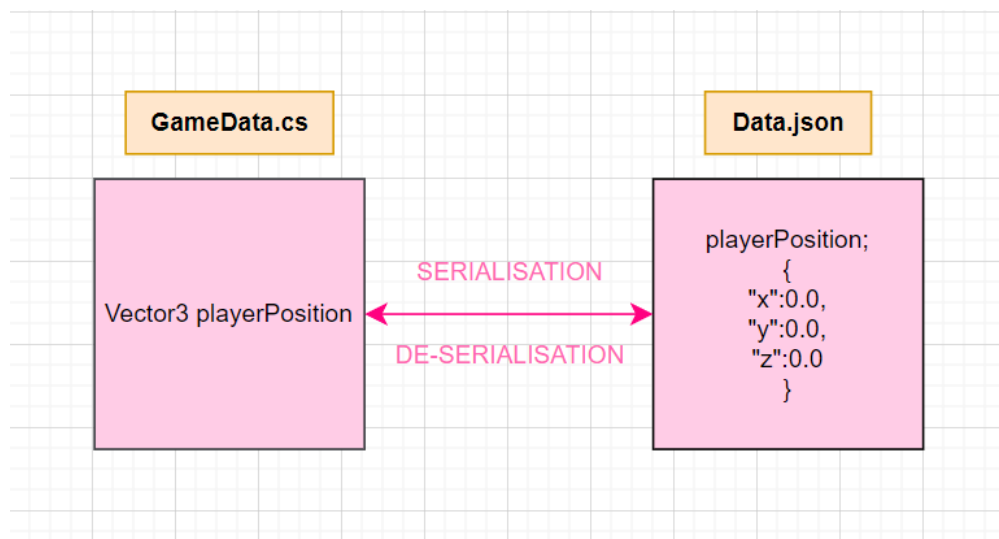 GameData.cs
Data.json
Vector3 playerPosition
SERIALISATION
DE-SERIALISATION
playerPosition;
{
"x":0.0,
"y":0.0,
"z":0.0
}